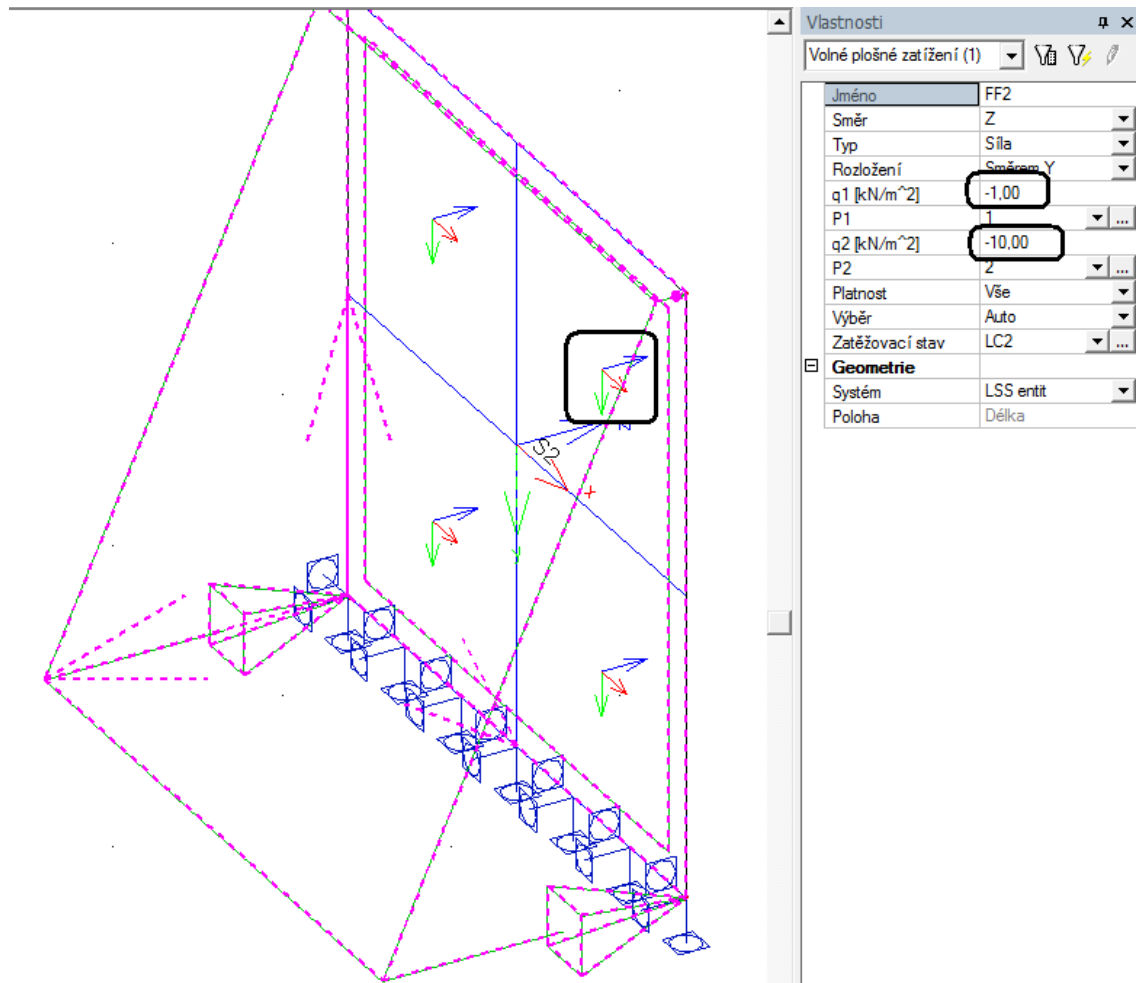 Vlastnosti
Volné plošné zatížení (1)
Jméno FF2
Směr Z
Typ Síla
Rozložení Směrem Y
q1 [kN/m^2] -1,00
P1 1 ...
q2 [kN/m^2] -10,00
P2 2 ...
Platnost Vše
Výběr Auto
Zatěžovací stav LC2 ...
Geometrie
Systém LSS entit
Poloha Délka
z
S2
x
y